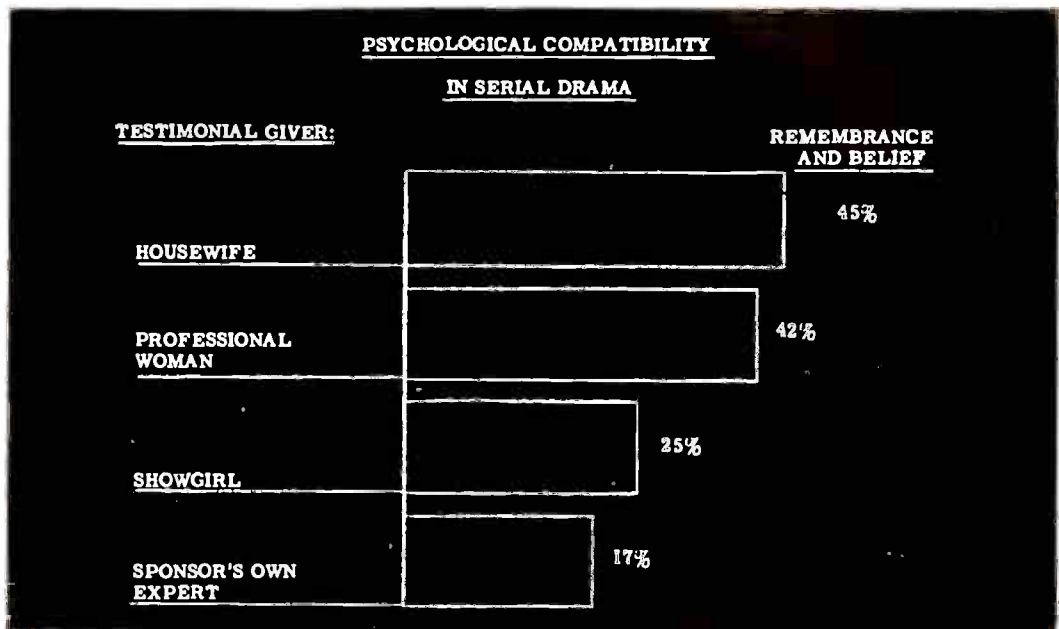 PSYCHOLOGICAL COMPATIBILITY
IN SERIAL DRAMA
TESTIMONIAL GIVER:
REMEMBRANCE
AND BELIEF
45%
HOUSEWIFE
42%
PROFESSIONAL
WOMAN
25%
SHOWGIRL
17%
SPONSOR'S OWN
EXPERT